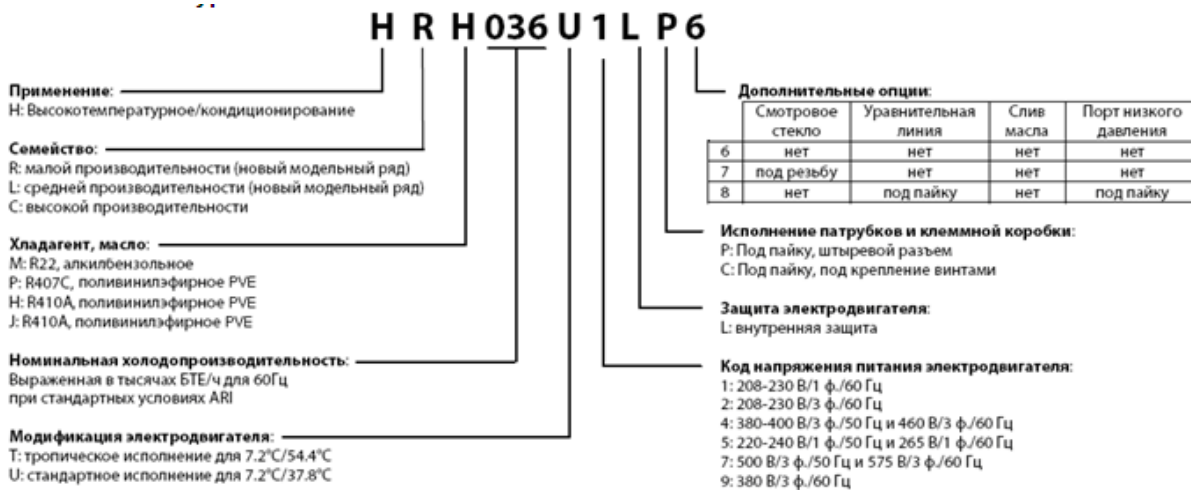 H R H 036 U 1 L P 6
Применение:
H: Высокотемпературное/кондиционирование
Семейство:
R: малой производительности (новый модельный ряд)
L: средней производительности (новый модельный ряд)
C: высокой производительности
Хладагент, масло:
M: R22, алкилбензольное
P: R407C, поливинилэфирное PVE
H: R410A, поливинилэфирное PVE
J: R410A, поливинилэфирное PVE
Номинальная холодопроизводительность:
Выраженная в тысячах БТЕ/ч для 60Гц
при стандартных условиях ARI
Модификация электродвигателя:
T: тропическое исполнение для 7.2°C/54.4°C
U: стандартное исполнение для 7.2°C/37.8°C
Дополнительные опции:
Смотровое стекло Уравнительная линия Слив масла Порт низкого давления
6 нет нет нет нет
7 под резьбу нет нет нет
8 нет под пайку нет под пайку
Исполнение патрубков и клеммной коробки:
P: Под пайку, штыревой разъем
C: Под пайку, под крепление винтами
Защита электродвигателя:
L: внутренняя защита
Код напряжения питания электродвигателя:
1: 208-230 В/1 ф./60 Гц
2: 208-230 В/3 ф./60 Гц
4: 380-400 В/3 ф./50 Гц и 460 В/3 ф./60 Гц
5: 220-240 В/1 ф./50 Гц и 265 В/1 ф./60 Гц
7: 500 В/3 ф./50 Гц и 575 В/3 ф./60 Гц
9: 380 В/3 ф./60 Гц